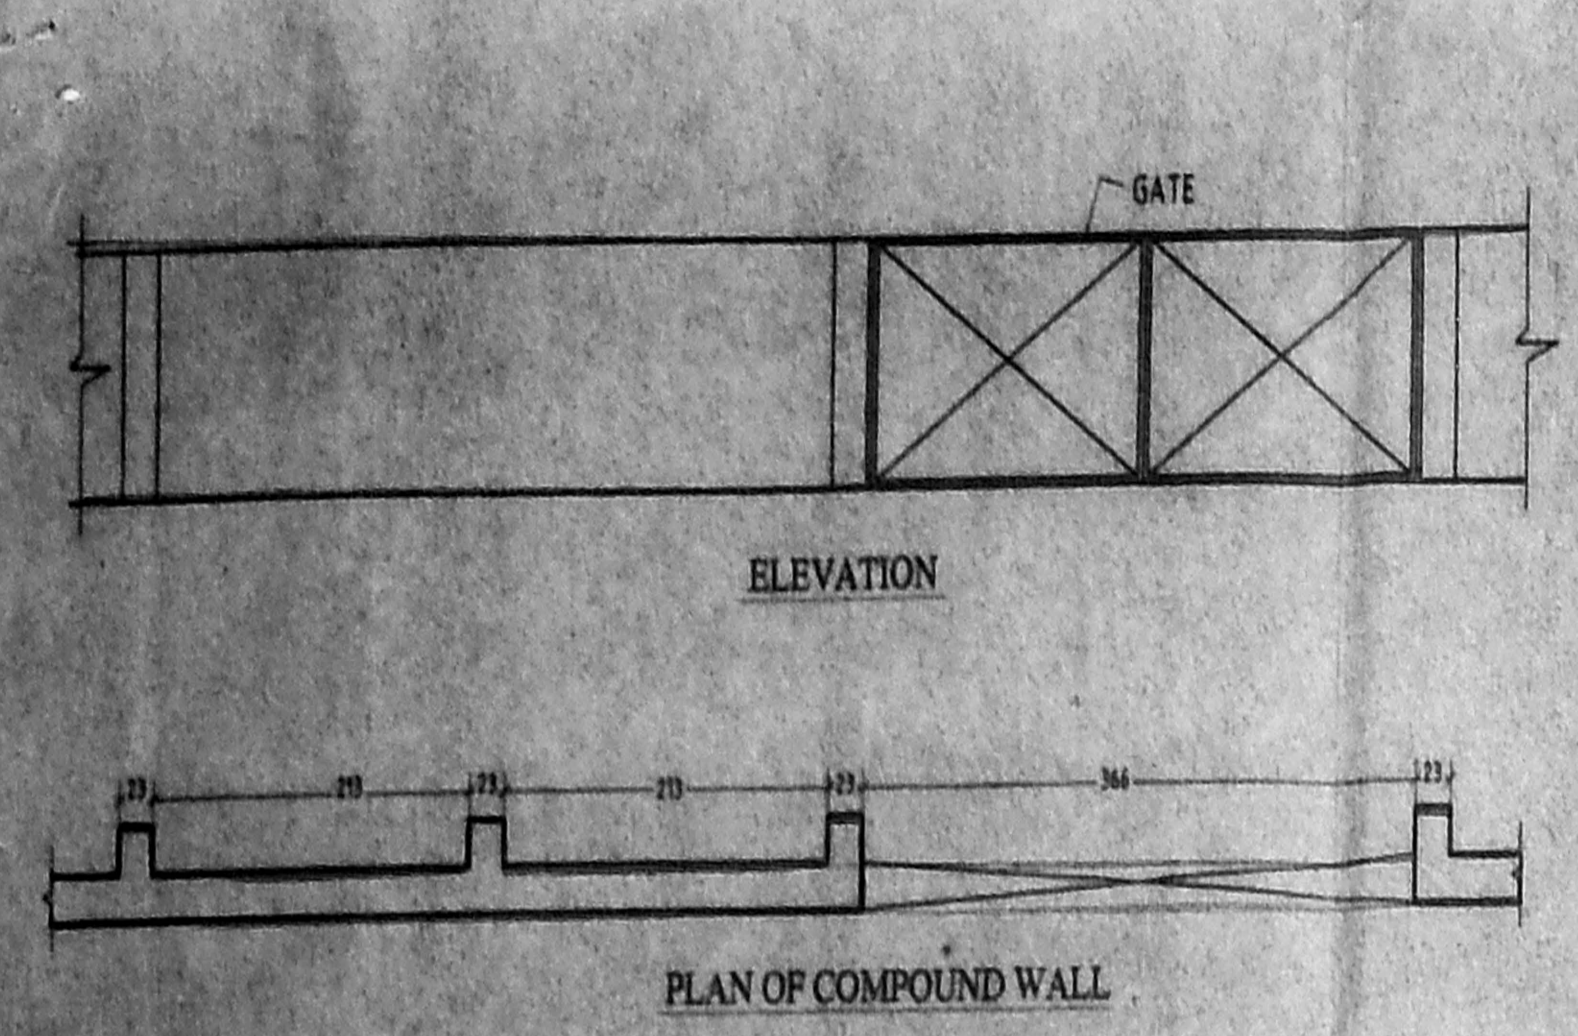 GATE
ELEVATION
23 213 23 213 23 366 23
PLAN OF COMPOUND WALL